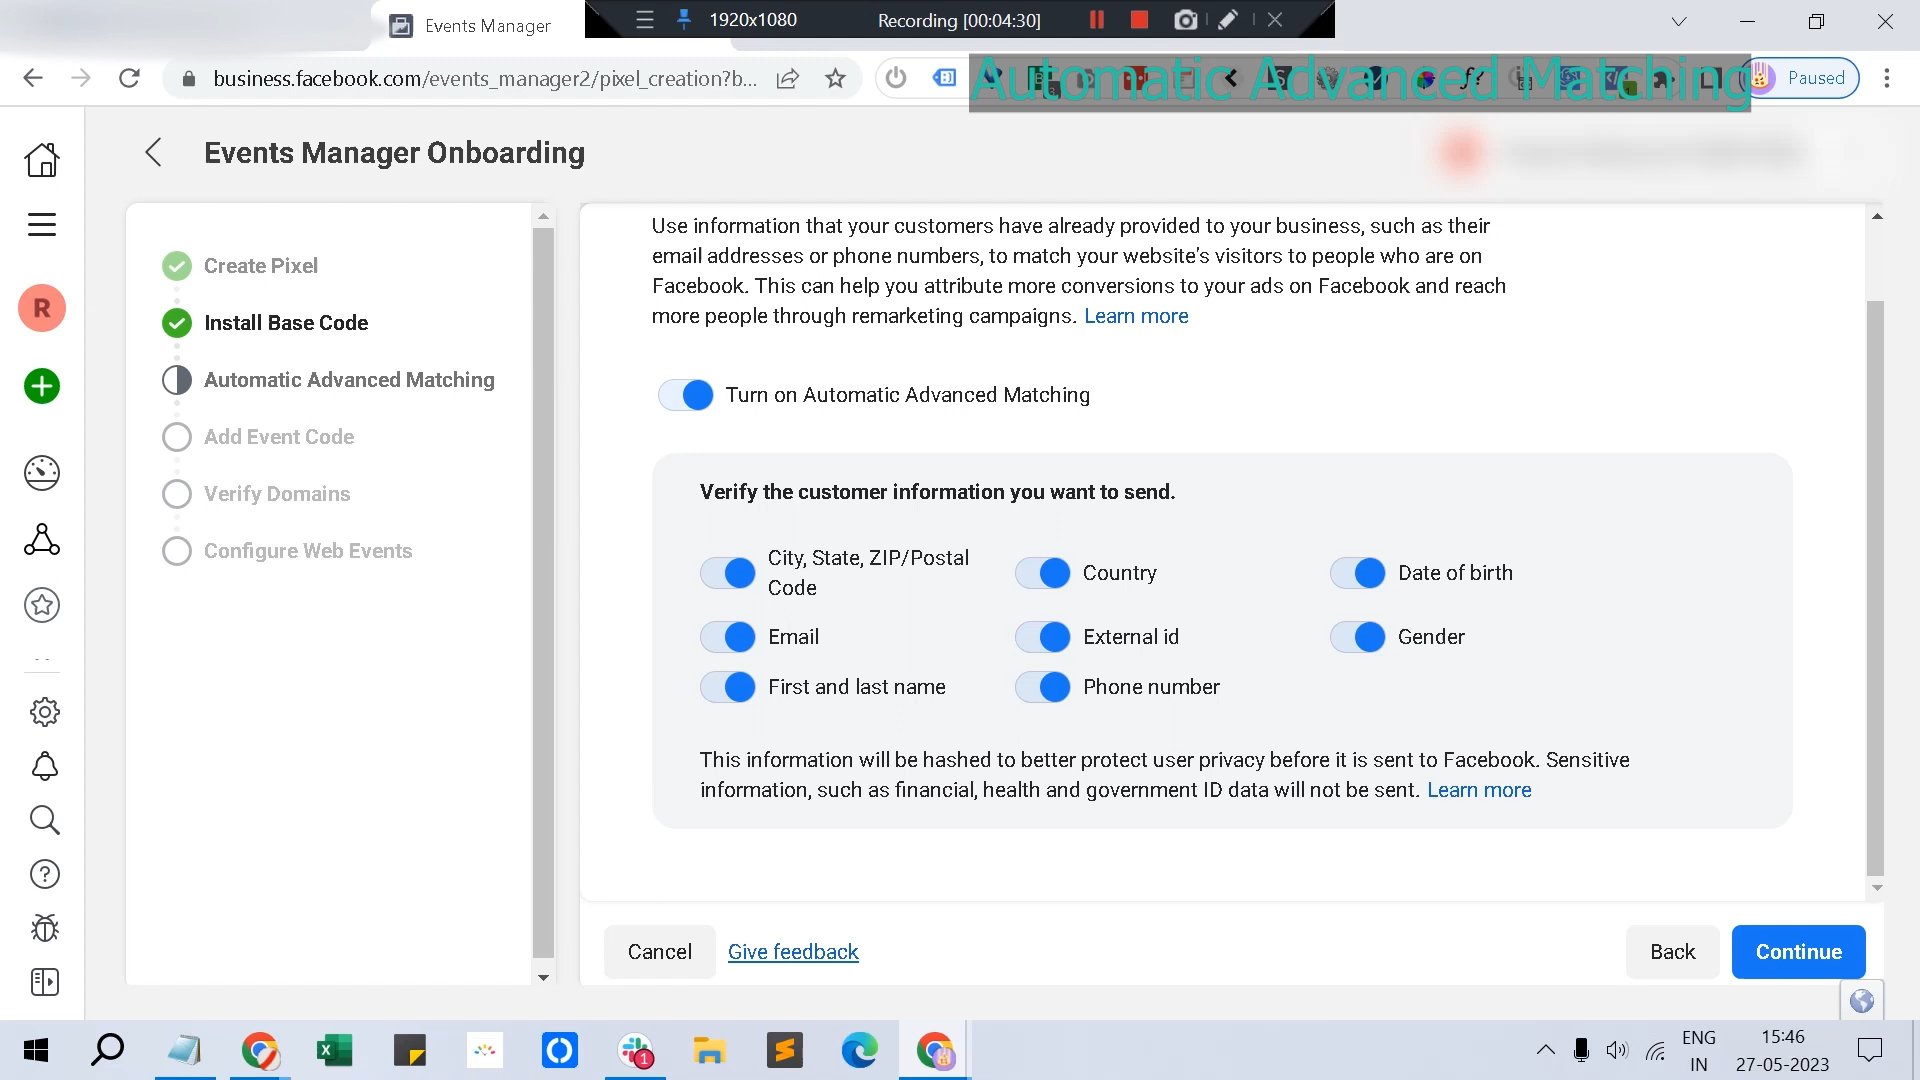 Events Manager
1920x1080
Recording [00:04:30]
business.facebook.com/events_manager2/pixel_creation?b...
Automatic Advanced Matching
Paused
Events Manager Onboarding
R
Create Pixel
Install Base Code
Automatic Advanced Matching
Add Event Code
Verify Domains
Configure Web Events
Use information that your customers have already provided to your business, such as their
email addresses or phone numbers, to match your website's visitors to people who are on
Facebook. This can help you attribute more conversions to your ads on Facebook and reach
more people through remarketing campaigns. Learn more
Turn on Automatic Advanced Matching
Verify the customer information you want to send.
City, State, ZIP/Postal
Code
Country
Date of birth
Email
External id
Gender
First and last name
Phone number
This information will be hashed to better protect user privacy before it is sent to Facebook. Sensitive
information, such as financial, health and government ID data will not be sent. Learn more
Cancel
Give feedback
Back
Continue
1
ENG
IN
15:46
27-05-2023